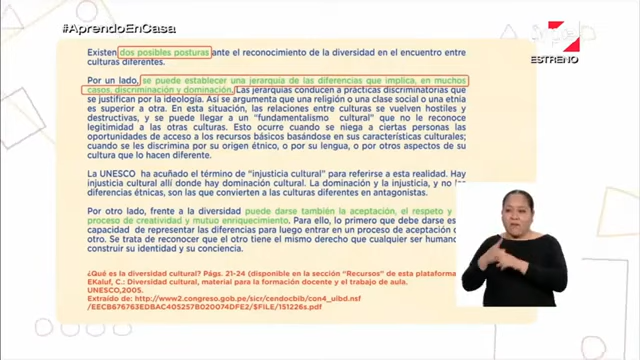 #AprendoEnCasa
ESTRENO
Existen dos posibles posturas ante el reconocimiento de la diversidad en el encuentro entre
culturas diferentes.
Por un lado, se puede establecer una jerarquía de las diferencias que implica, en muchos
casos, discriminación y dominación. Las jerarquías conducen a prácticas discriminatorias que
se justifican por la ideología. Así se argumenta que una religión o una clase social o una etnia
es superior a otra. En esta situación, las relaciones entre culturas se vuelven hostiles y
destructivas, y se puede llegar a un "fundamentalismo cultural" que no le reconoce
legitimidad a las otras culturas. Esto ocurre cuando se niega a ciertas personas las
oportunidades de acceso a los recursos básicos basándose en sus características culturales;
cuando se les discrimina por su origen étnico, o por su lengua, o por otros aspectos de su
cultura que lo hacen diferente.
La UNESCO ha acuñado el término de "injusticia cultural" para referirse a esta realidad. Hay
injusticia cultural allí donde hay dominación cultural. La dominación y la injusticia, y no
diferencias étnicas, son las que convierten a las culturas diferentes en antagonistas.
Por otro lado, frente a la diversidad puede darse también la aceptación, el respeto y
proceso de creatividad y mutuo enriquecimiento. Para ello, lo primero que debe darse es
capacidad de representar las diferencias para luego entrar en un proceso de aceptación
otro. Se trata de reconocer que el otro tiene el mismo derecho que cualquier ser human
construir su identidad y su conciencia.
¿Qué es la diversidad cultural? Págs. 21-24 (disponible en la sección "Recursos" de esta plataforma
EKaluf, C.: Diversidad cultural, material para la formación docente y el trabajo de aula.
UNESCO,2005.
Extraído de: http://www2.congreso.gob.pe/sicr/cendocbib/con4_uibd.nsf
/EECB676763EDBAC405257B020074DFE2/$FILE/151226s.pdf